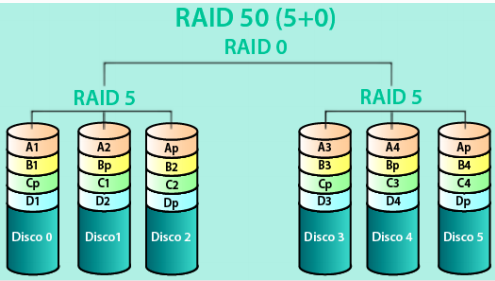 RAID 50 (5+0)
RAID 0
RAID 5 RAID 5
A1 A2 Ap A3 A4 Ap
B1 Bp B2 B3 Bp B4
Cp C1 C2 Cp C3 C4
D1 D2 Dp D3 D4 Dp
Disco 0 Disco1 Disco 2 Disco 3 Disco 4 Disco 5